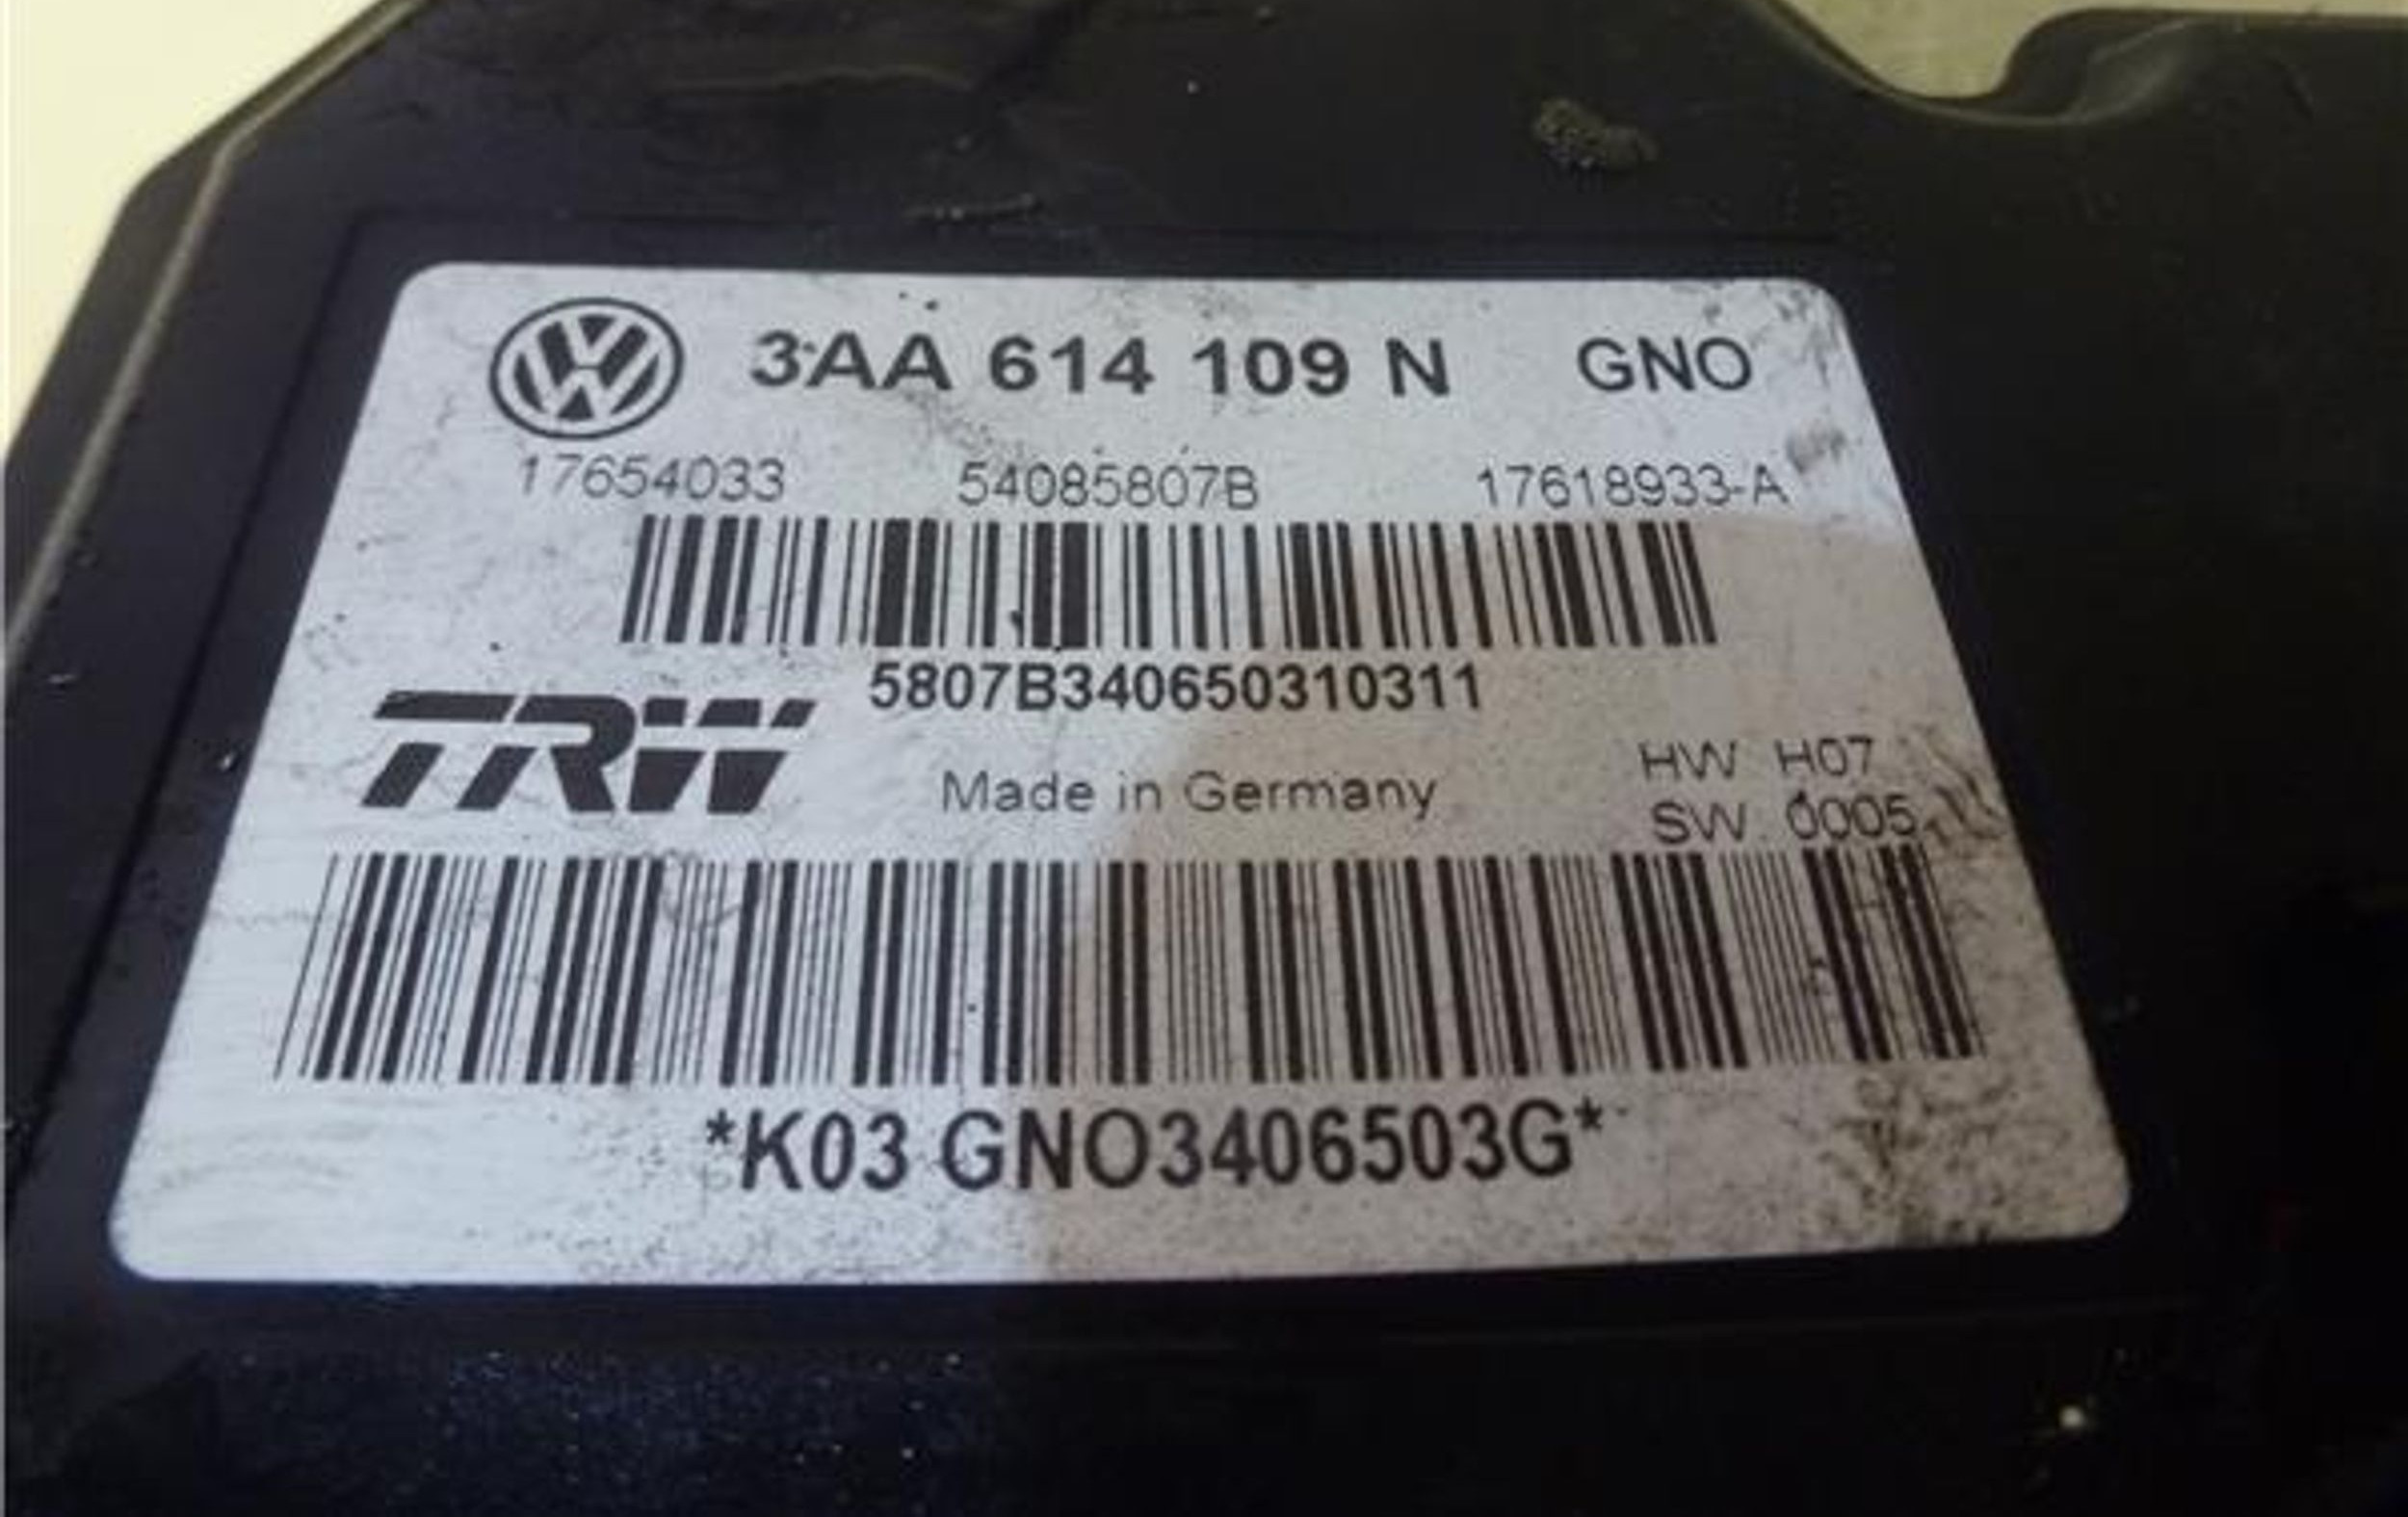 3AA 614 109 N GNO
17654033 54085807B 17618933-A
5807B340650310311
TRW
Made in Germany
HW H07
SW 0005
*K03 GNO3406503G*